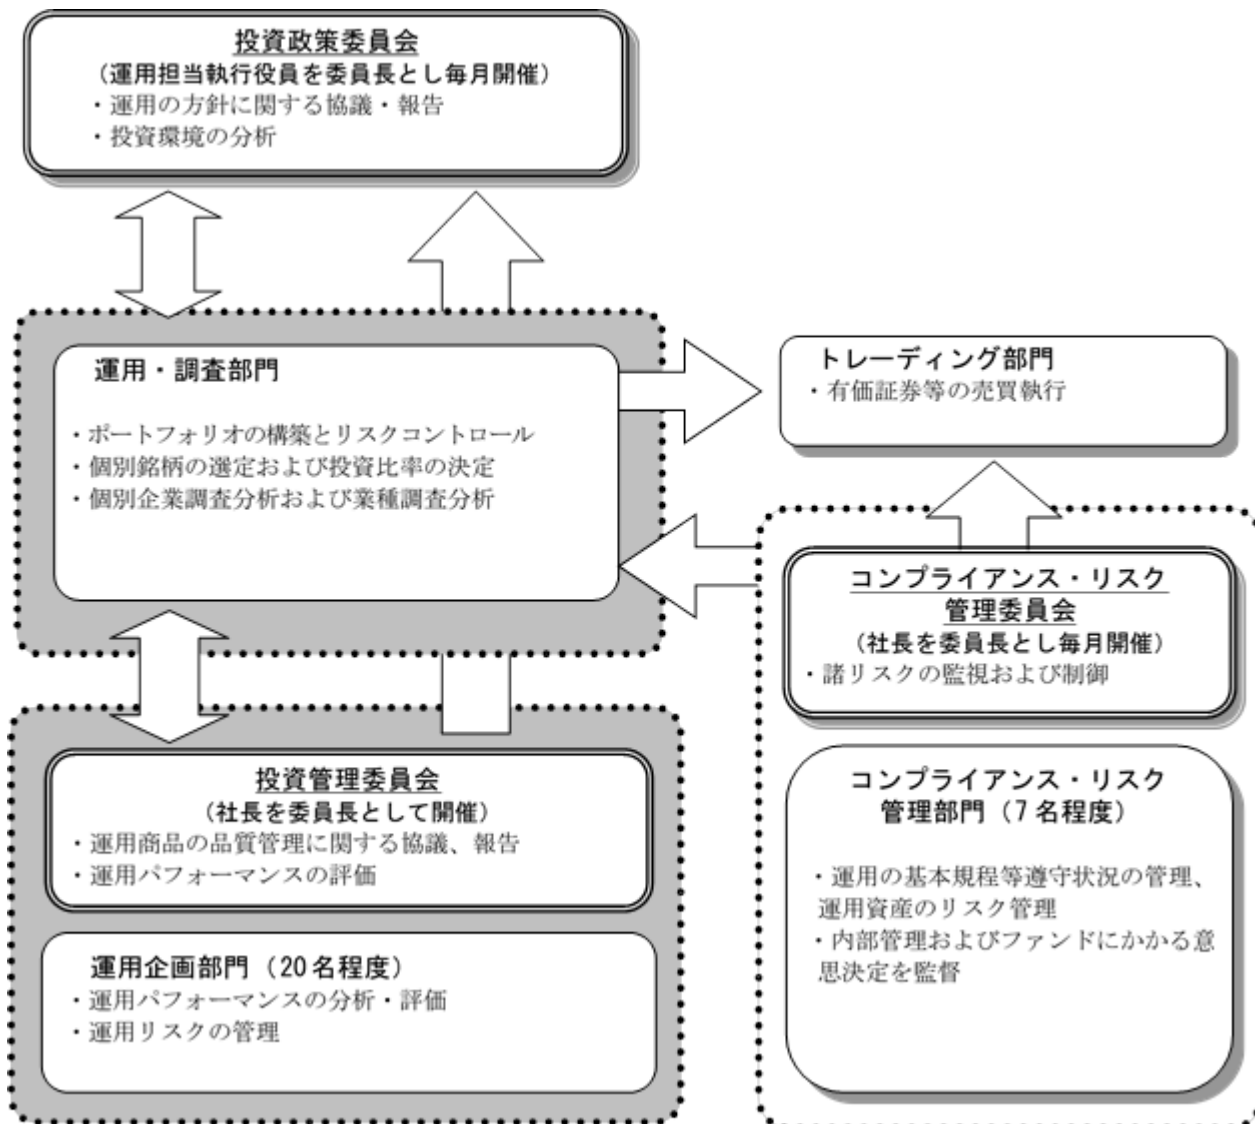 投資政策委員会
（運用担当執行役員を委員長とし毎月開催）
・運用の方針に関する協議・報告
・投資環境の分析
運用・調査部門
・ポートフォリオの構築とリスクコントロール
・個別銘柄の選定および投資比率の決定
・個別企業調査分析および業種調査分析
トレーディング部門
・有価証券等の売買執行
コンプライアンス・リスク
管理委員会
（社長を委員長とし毎月開催）
・諸リスクの監視および制御
投資管理委員会
（社長を委員長として開催）
・運用商品の品質管理に関する協議、報告
・運用パフォーマンスの評価
運用企画部門（20名程度）
・運用パフォーマンスの分析・評価
・運用リスクの管理
コンプライアンス・リスク
管理部門（7名程度）
・運用の基本規程等遵守状況の管理、
運用資産のリスク管理
・内部管理およびファンドにかかる意
思決定を監督